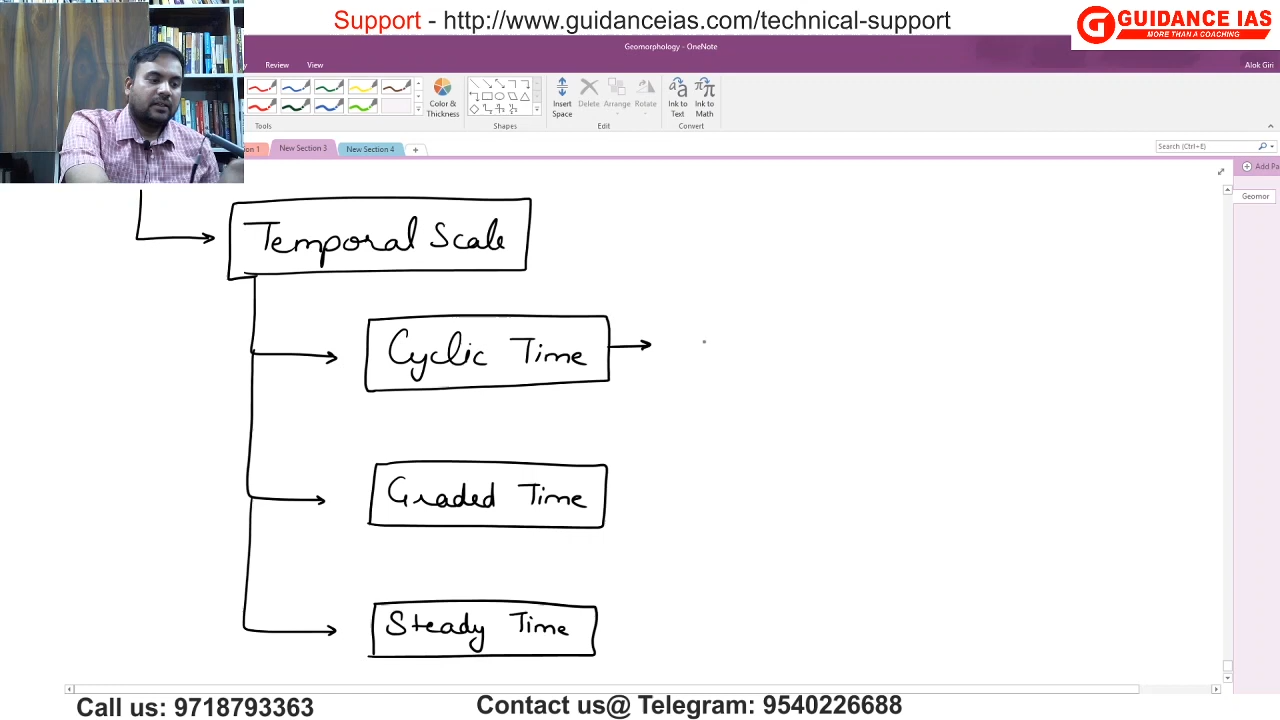 Support - http://www.guidanceias.com/technical-support
GUIDANCE IAS
MORE THAN A COACHING
Geomorphology - OneNote
Review View
Alok Giri
Color & Thickness
Insert Space
Delete
Arrange
Rotate
Ink to Text
Ink to Math
Tools
Shapes
Edit
Convert
New Section 3
New Section 4
Search (Ctrl+E)
Add Pa
Geomor
Temporal Scale
Cyclic Time
Graded Time
Steady Time
Call us: 9718793363
Contact us@ Telegram: 9540226688